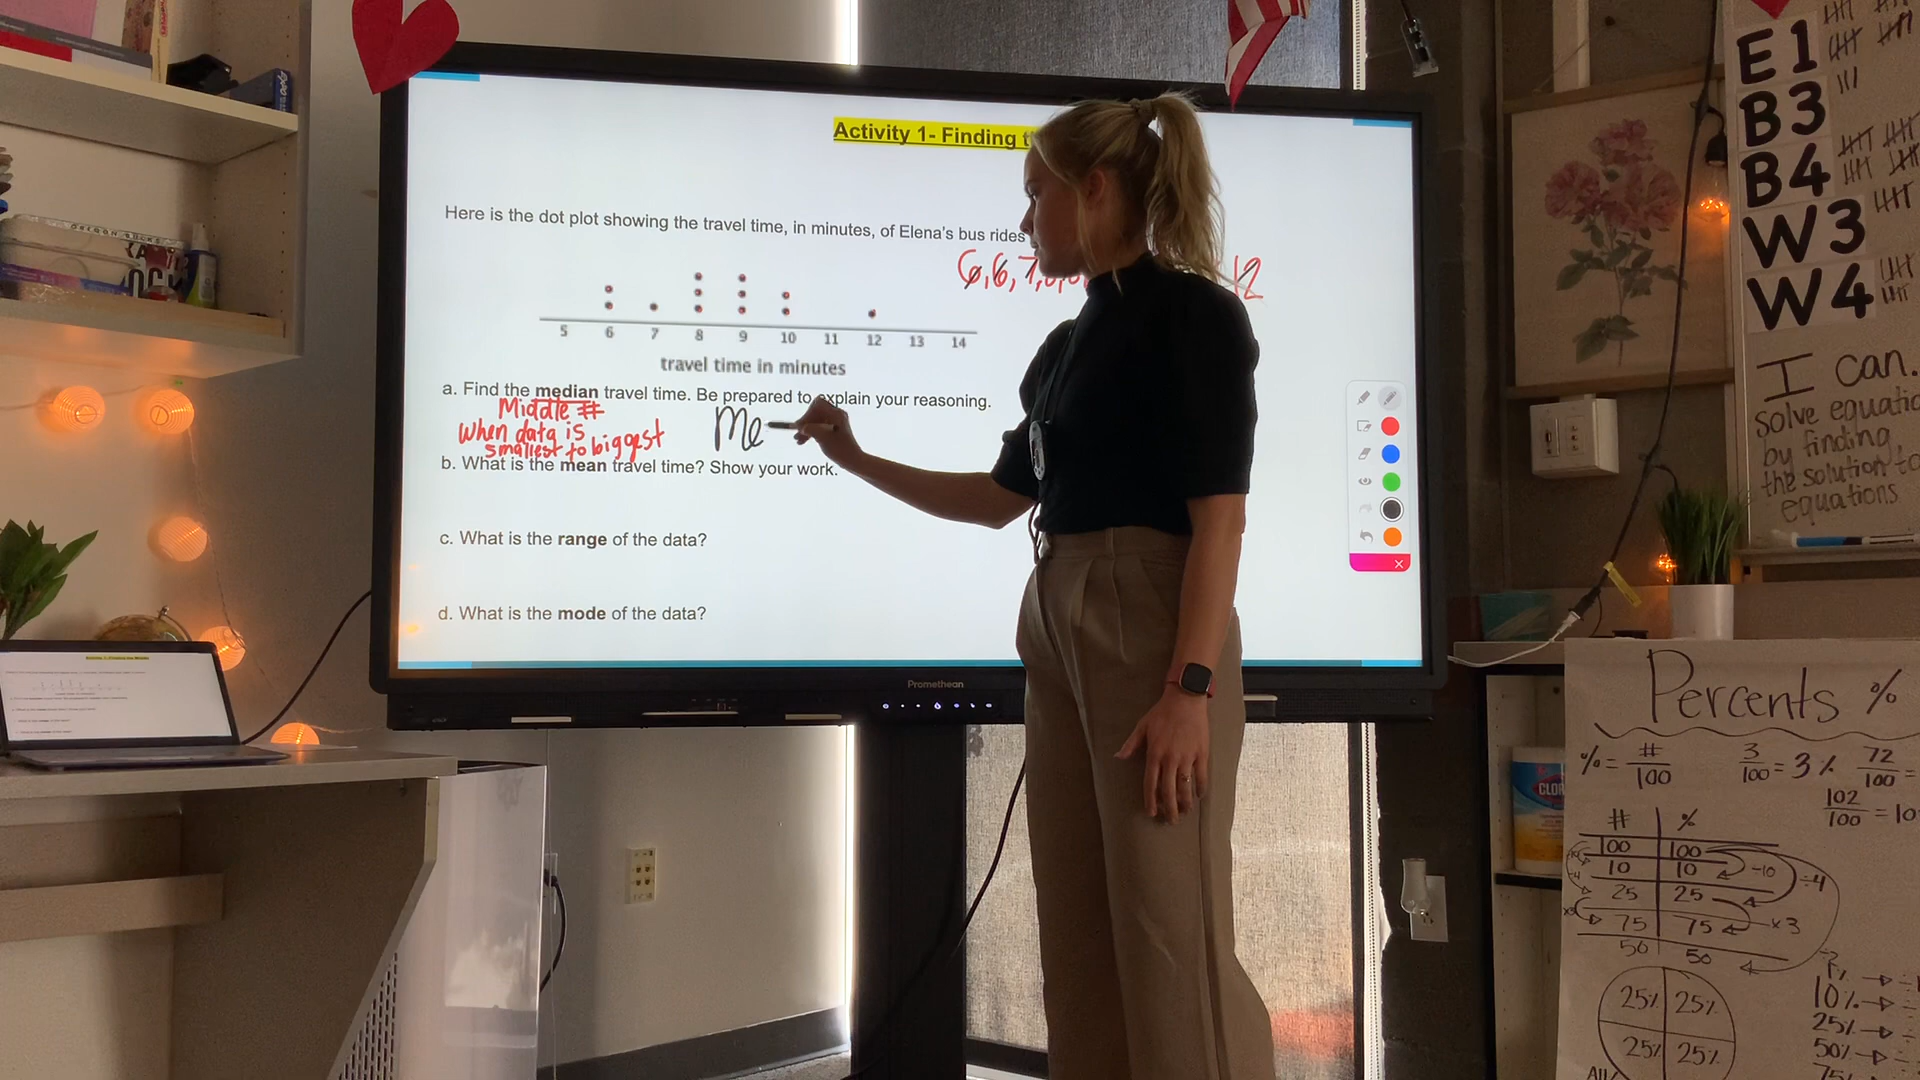 Activity 1- Finding t
Here is the dot plot showing the travel time, in minutes, of Elena's bus rides
6,6,7,
12
5 6 7 8 9 10 11 12 13 14
travel time in minutes
a. Find the median travel time. Be prepared to explain your reasoning.
Middle #
when data is
smallest to biggest
Me
b. What is the mean travel time? Show your work.
c. What is the range of the data?
d. What is the mode of the data?
Promethean
E1
B3
B4
W3
W4
I can.
solve equatio
by finding
the solution to
equations
Percents %
% = #/100
3/100 = 3%
72/100 =
102/100 = 10
# %
100 100
10 10
25 25
75 75
50 50
÷10
÷4
x3
x3
25% 25%
25% 25%
10%
25%
50%
75%
All
CLOR